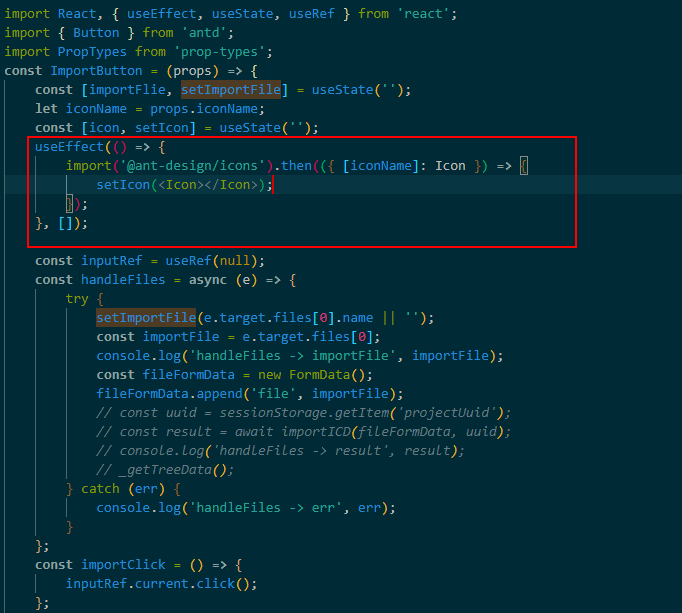 import React, { useEffect, useState, useRef } from 'react';
import { Button } from 'antd';
import PropTypes from 'prop-types';
const ImportButton = (props) => {
    const [importFlie, setImportFile] = useState('');
    let iconName = props.iconName;
    const [icon, setIcon] = useState('');
    useEffect(() => {
        import('@ant-design/icons').then(({ [iconName]: Icon }) => {
            setIcon(<Icon></Icon>);
        });
    }, []);
    const inputRef = useRef(null);
    const handleFiles = async (e) => {
        try {
            setImportFile(e.target.files[0].name || '');
            const importFile = e.target.files[0];
            console.log('handleFiles -> importFile', importFile);
            const fileFormData = new FormData();
            fileFormData.append('file', importFile);
            // const uuid = sessionStorage.getItem('projectUuid');
            // const result = await importICD(fileFormData, uuid);
            // console.log('handleFiles -> result', result);
            // _getTreeData();
        } catch (err) {
            console.log('handleFiles -> err', err);
        }
    };
    const importClick = () => {
        inputRef.current.click();
    };